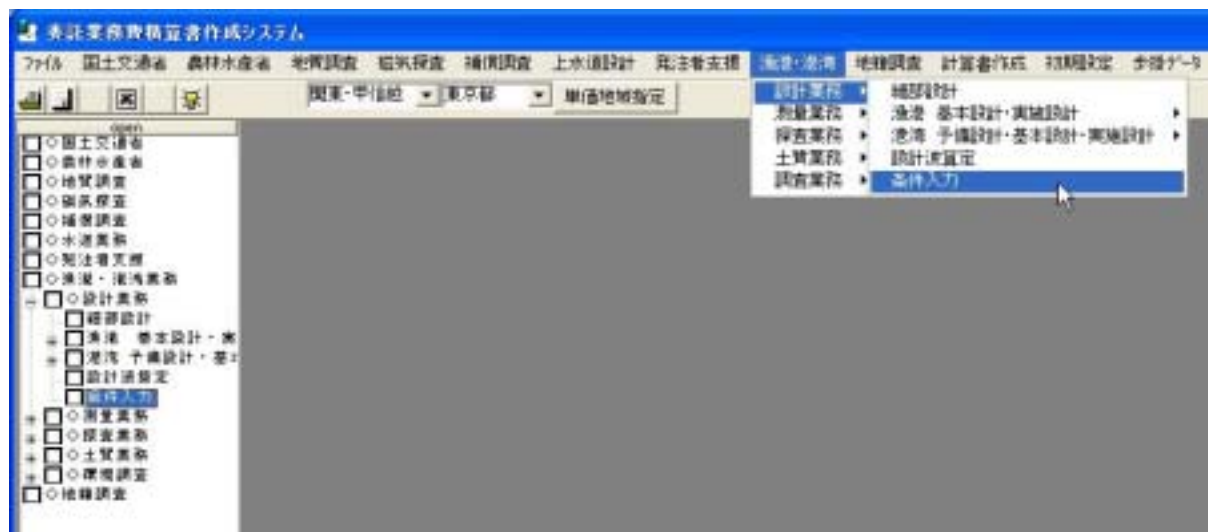 委託業務費積算書作成システム
ファイル 国土交通省 農林水産省 地質調査 磁気探査 補償調査 上水道設計 発注者支援 漁港・港湾 地籍調査 計算書作成 初期設定 歩掛データ
関東・甲信越 東京都 単価地域指定
設計業務 細部設計
測量業務 漁港 基本設計・実施設計
探査業務 港湾 予備設計・基本設計・実施設計
土質業務 設計波算定
調査業務 条件入力
open
◇国土交通省
◇農林水産省
◇地質調査
◇磁気探査
◇補償調査
◇水道業務
◇発注者支援
◇漁港・港湾業務
◇設計業務
細部設計
漁港 基本設計・実
港湾 予備設計・基
設計波算定
条件入力
◇測量業務
◇探査業務
◇土質業務
◇環境調査
◇地籍調査